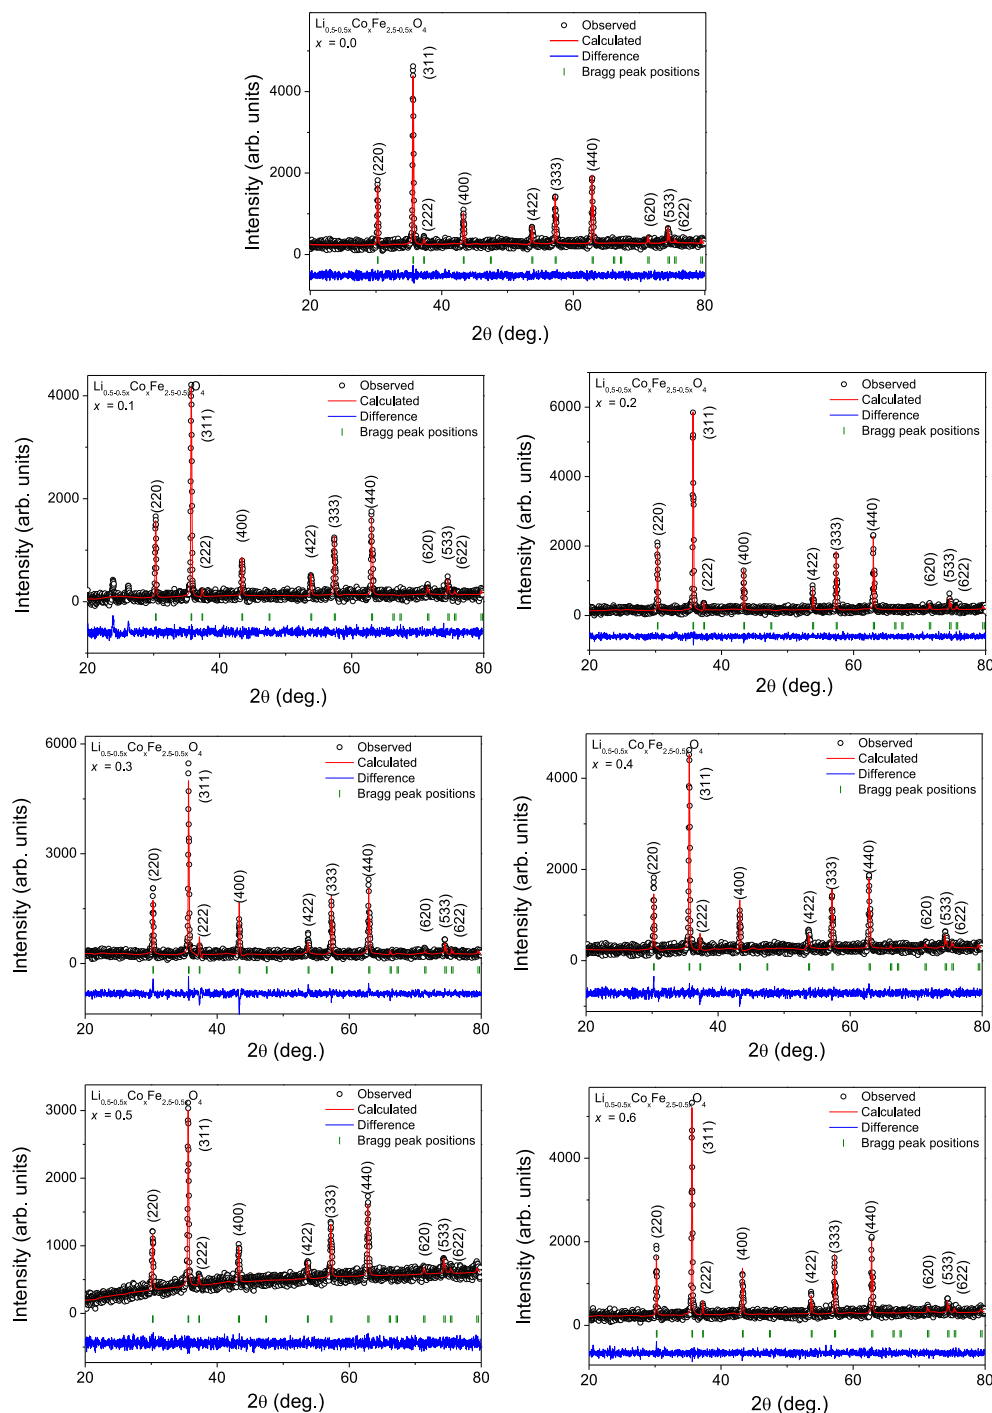 Li0.5-0.5xCoxFe2.5-0.5xO4
x = 0.0
Observed
Calculated
Difference
Bragg peak positions
(220)
(311)
(222)
(400)
(422)
(333)
(440)
(620)
(533)
(622)
4000
2000
0
Intensity (arb. units)
20 40 60 80
2θ (deg.)
Li0.5-0.5xCoxFe2.5-0.5xO4
x = 0.1
Observed
Calculated
Difference
Bragg peak positions
(220)
(311)
(222)
(400)
(422)
(333)
(440)
(620)
(533)
(622)
4000
2000
0
Intensity (arb. units)
20 40 60 80
2θ (deg.)
Li0.5-0.5xCoxFe2.5-0.5xO4
x = 0.2
Observed
Calculated
Difference
Bragg peak positions
(220)
(311)
(222)
(400)
(422)
(333)
(440)
(620)
(533)
(622)
6000
4000
2000
0
Intensity (arb. units)
20 40 60 80
2θ (deg.)
Li0.5-0.5xCoxFe2.5-0.5xO4
x = 0.3
Observed
Calculated
Difference
Bragg peak positions
(220)
(311)
(222)
(400)
(422)
(333)
(440)
(620)
(533)
(622)
6000
3000
0
Intensity (arb. units)
20 40 60 80
2θ (deg.)
Li0.5-0.5xCoxFe2.5-0.5xO4
x = 0.4
Observed
Calculated
Difference
Bragg peak positions
(220)
(311)
(222)
(400)
(422)
(333)
(440)
(620)
(533)
(622)
4000
2000
0
Intensity (arb. units)
20 40 60 80
2θ (deg.)
Li0.5-0.5xCoxFe2.5-0.5xO4
x = 0.5
Observed
Calculated
Difference
Bragg peak positions
(220)
(311)
(222)
(400)
(422)
(333)
(440)
(620)
(533)
(622)
3000
2000
1000
0
Intensity (arb. units)
20 40 60 80
2θ (deg.)
Li0.5-0.5xCoxFe2.5-0.5xO4
x = 0.6
Observed
Calculated
Difference
Bragg peak positions
(220)
(311)
(222)
(400)
(422)
(333)
(440)
(620)
(533)
(622)
4000
2000
0
Intensity (arb. units)
20 40 60 80
2θ (deg.)